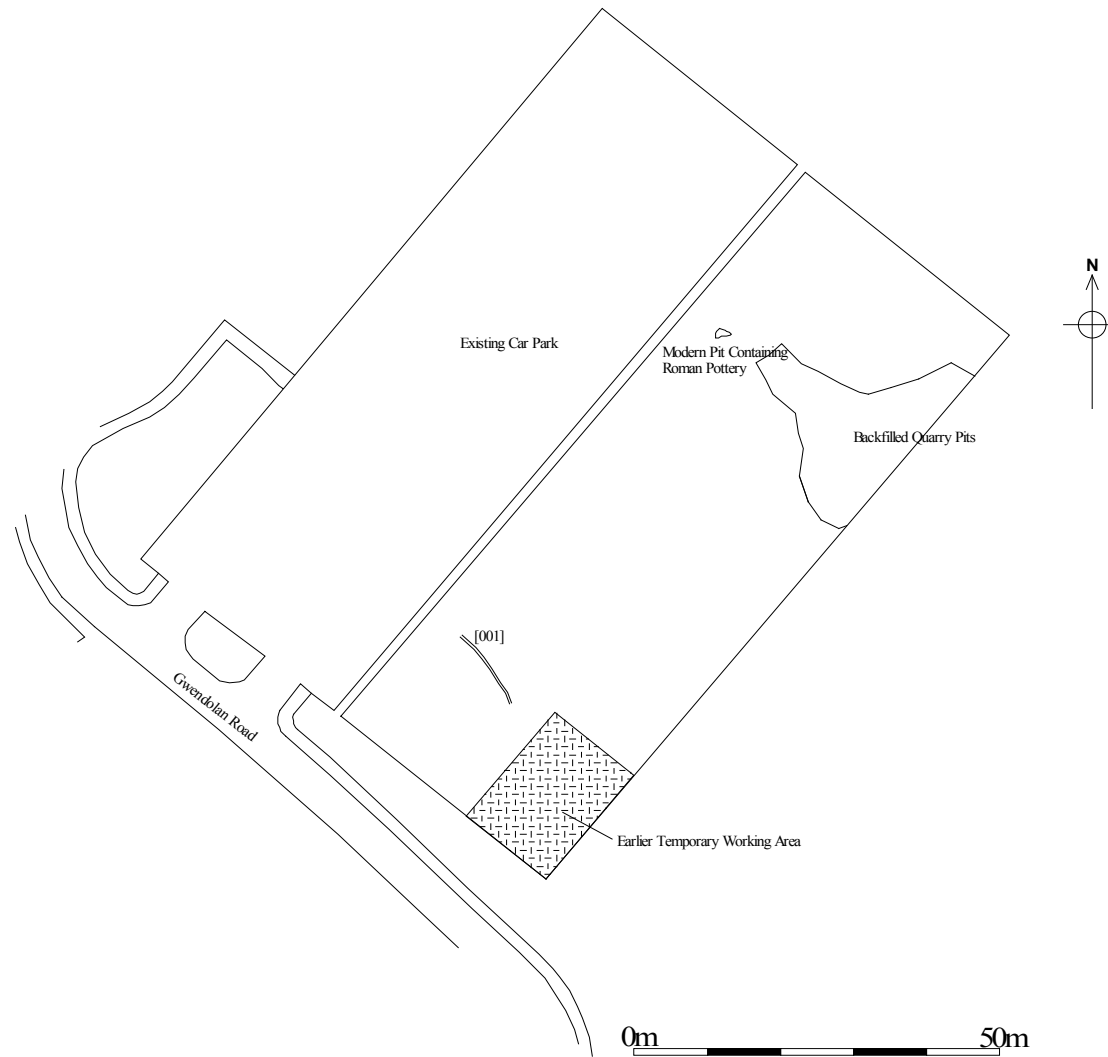 N
Existing Car Park
Modern Pit Containing
Roman Pottery
Backfilled Quarry Pits
[001]
Gwendolan Road
Earlier Temporary Working Area
0m 50m